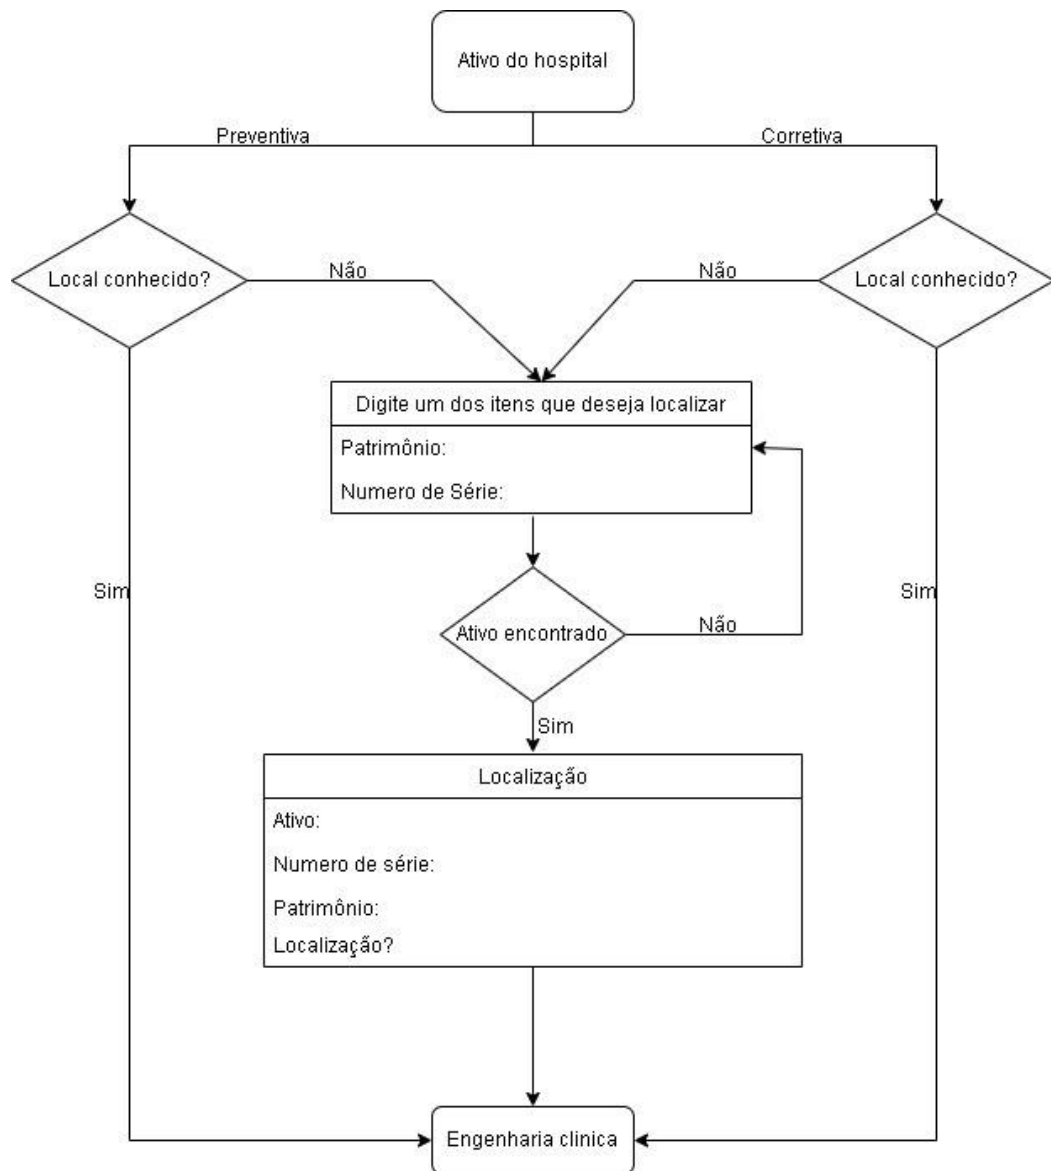 Ativo do hospital
Preventiva
Corretiva
Local conhecido?
Não
Não
Local conhecido?
Digite um dos itens que deseja localizar
Patrimônio:
Numero de Série:
Sim
Sim
Ativo encontrado
Não
Sim
Localização
Ativo:
Numero de série:
Patrimônio:
Localização?
Engenharia clinica